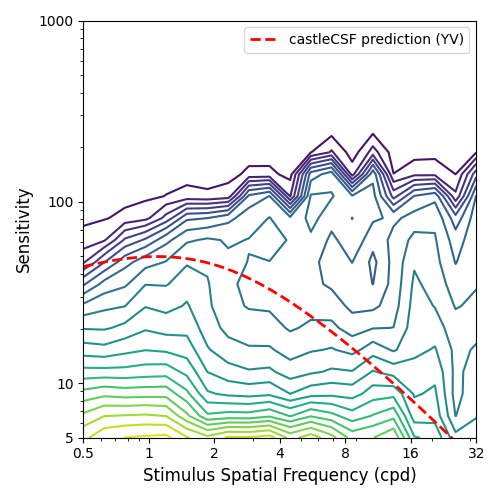 1000
castleCSF prediction (YV)
100
Sensitivity
10
5
0.5 1 2 4 8 16 32
Stimulus Spatial Frequency (cpd)